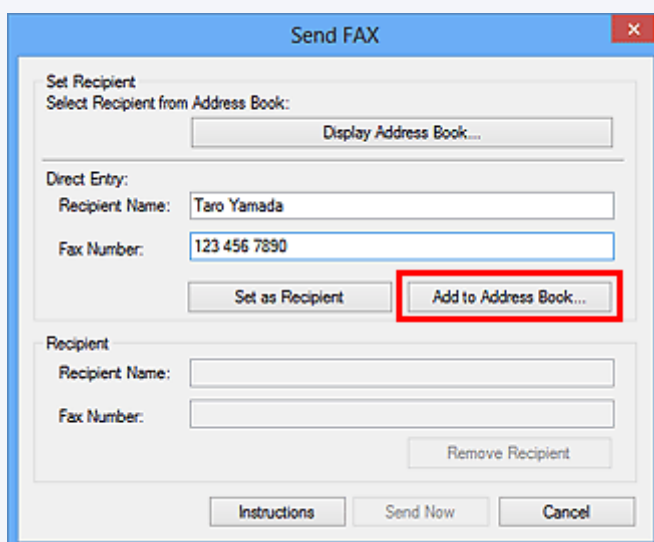 Send FAX
Set Recipient
Select Recipient from Address Book:
Display Address Book...
Direct Entry:
Recipient Name: Taro Yamada
Fax Number: 123 456 7890
Set as Recipient Add to Address Book...
Recipient
Recipient Name:
Fax Number:
Remove Recipient
Instructions Send Now Cancel